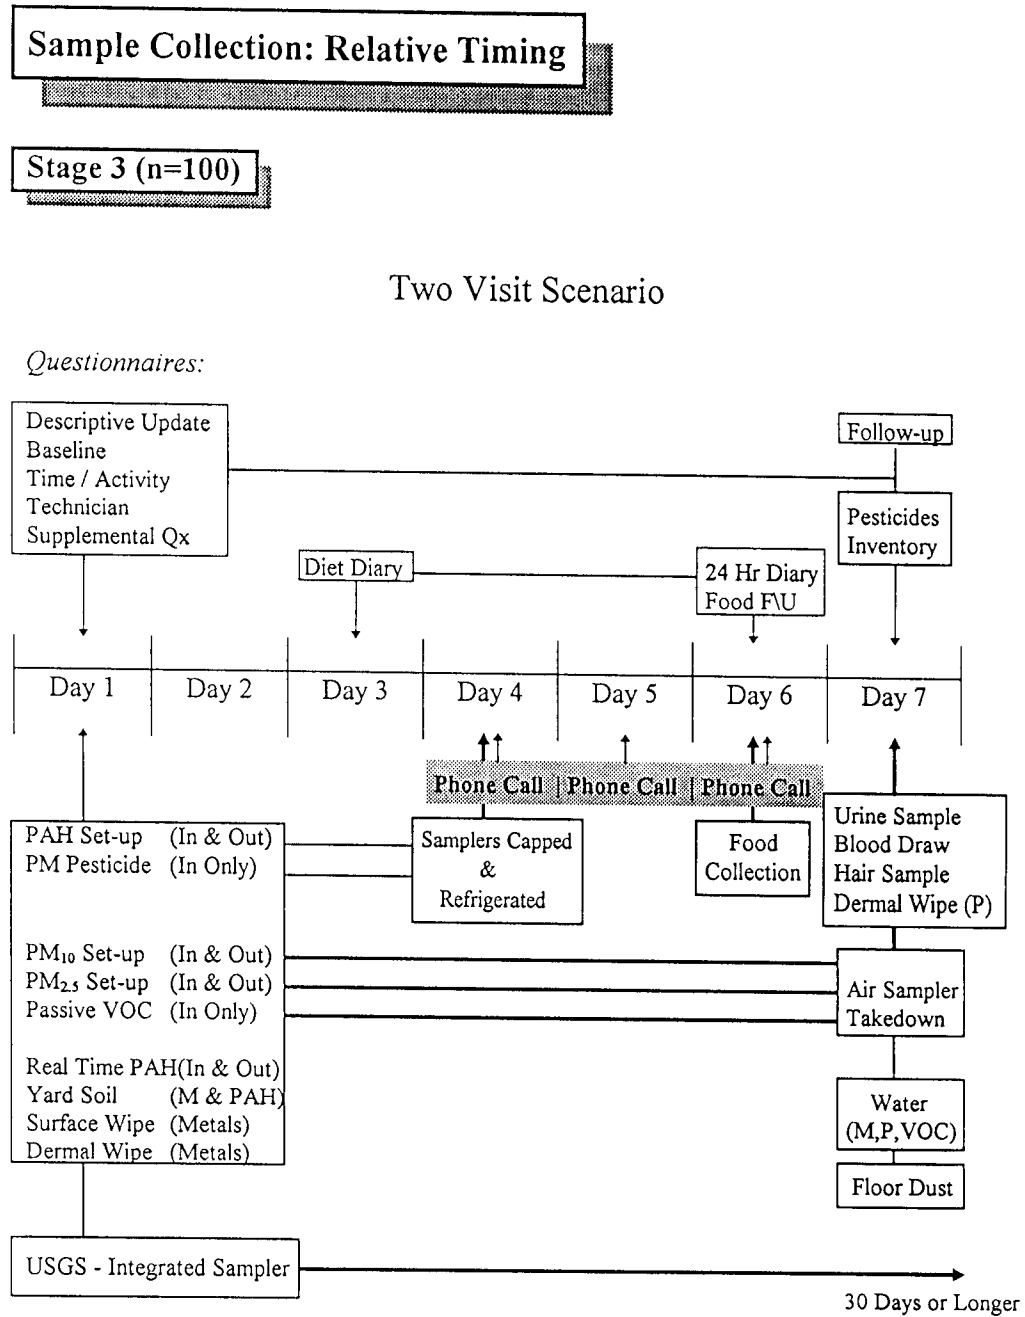 Sample Collection: Relative Timing
Stage 3 (n=100)
Two Visit Scenario
Questionnaires:
Descriptive Update
Baseline
Time / Activity
Technician
Supplemental Qx
Follow-up
Pesticides
Inventory
Diet Diary
24 Hr Diary
Food F\U
Day 1
Day 2
Day 3
Day 4
Day 5
Day 6
Day 7
Phone Call | Phone Call | Phone Call
PAH Set-up (In & Out)
PM Pesticide (In Only)
PM10 Set-up (In & Out)
PM2.5 Set-up (In & Out)
Passive VOC (In Only)
Real Time PAH(In & Out)
Yard Soil (M & PAH)
Surface Wipe (Metals)
Dermal Wipe (Metals)
Samplers Capped
&
Refrigerated
Food
Collection
Urine Sample
Blood Draw
Hair Sample
Dermal Wipe (P)
Air Sampler
Takedown
Water
(M,P,VOC)
Floor Dust
USGS - Integrated Sampler
30 Days or Longer